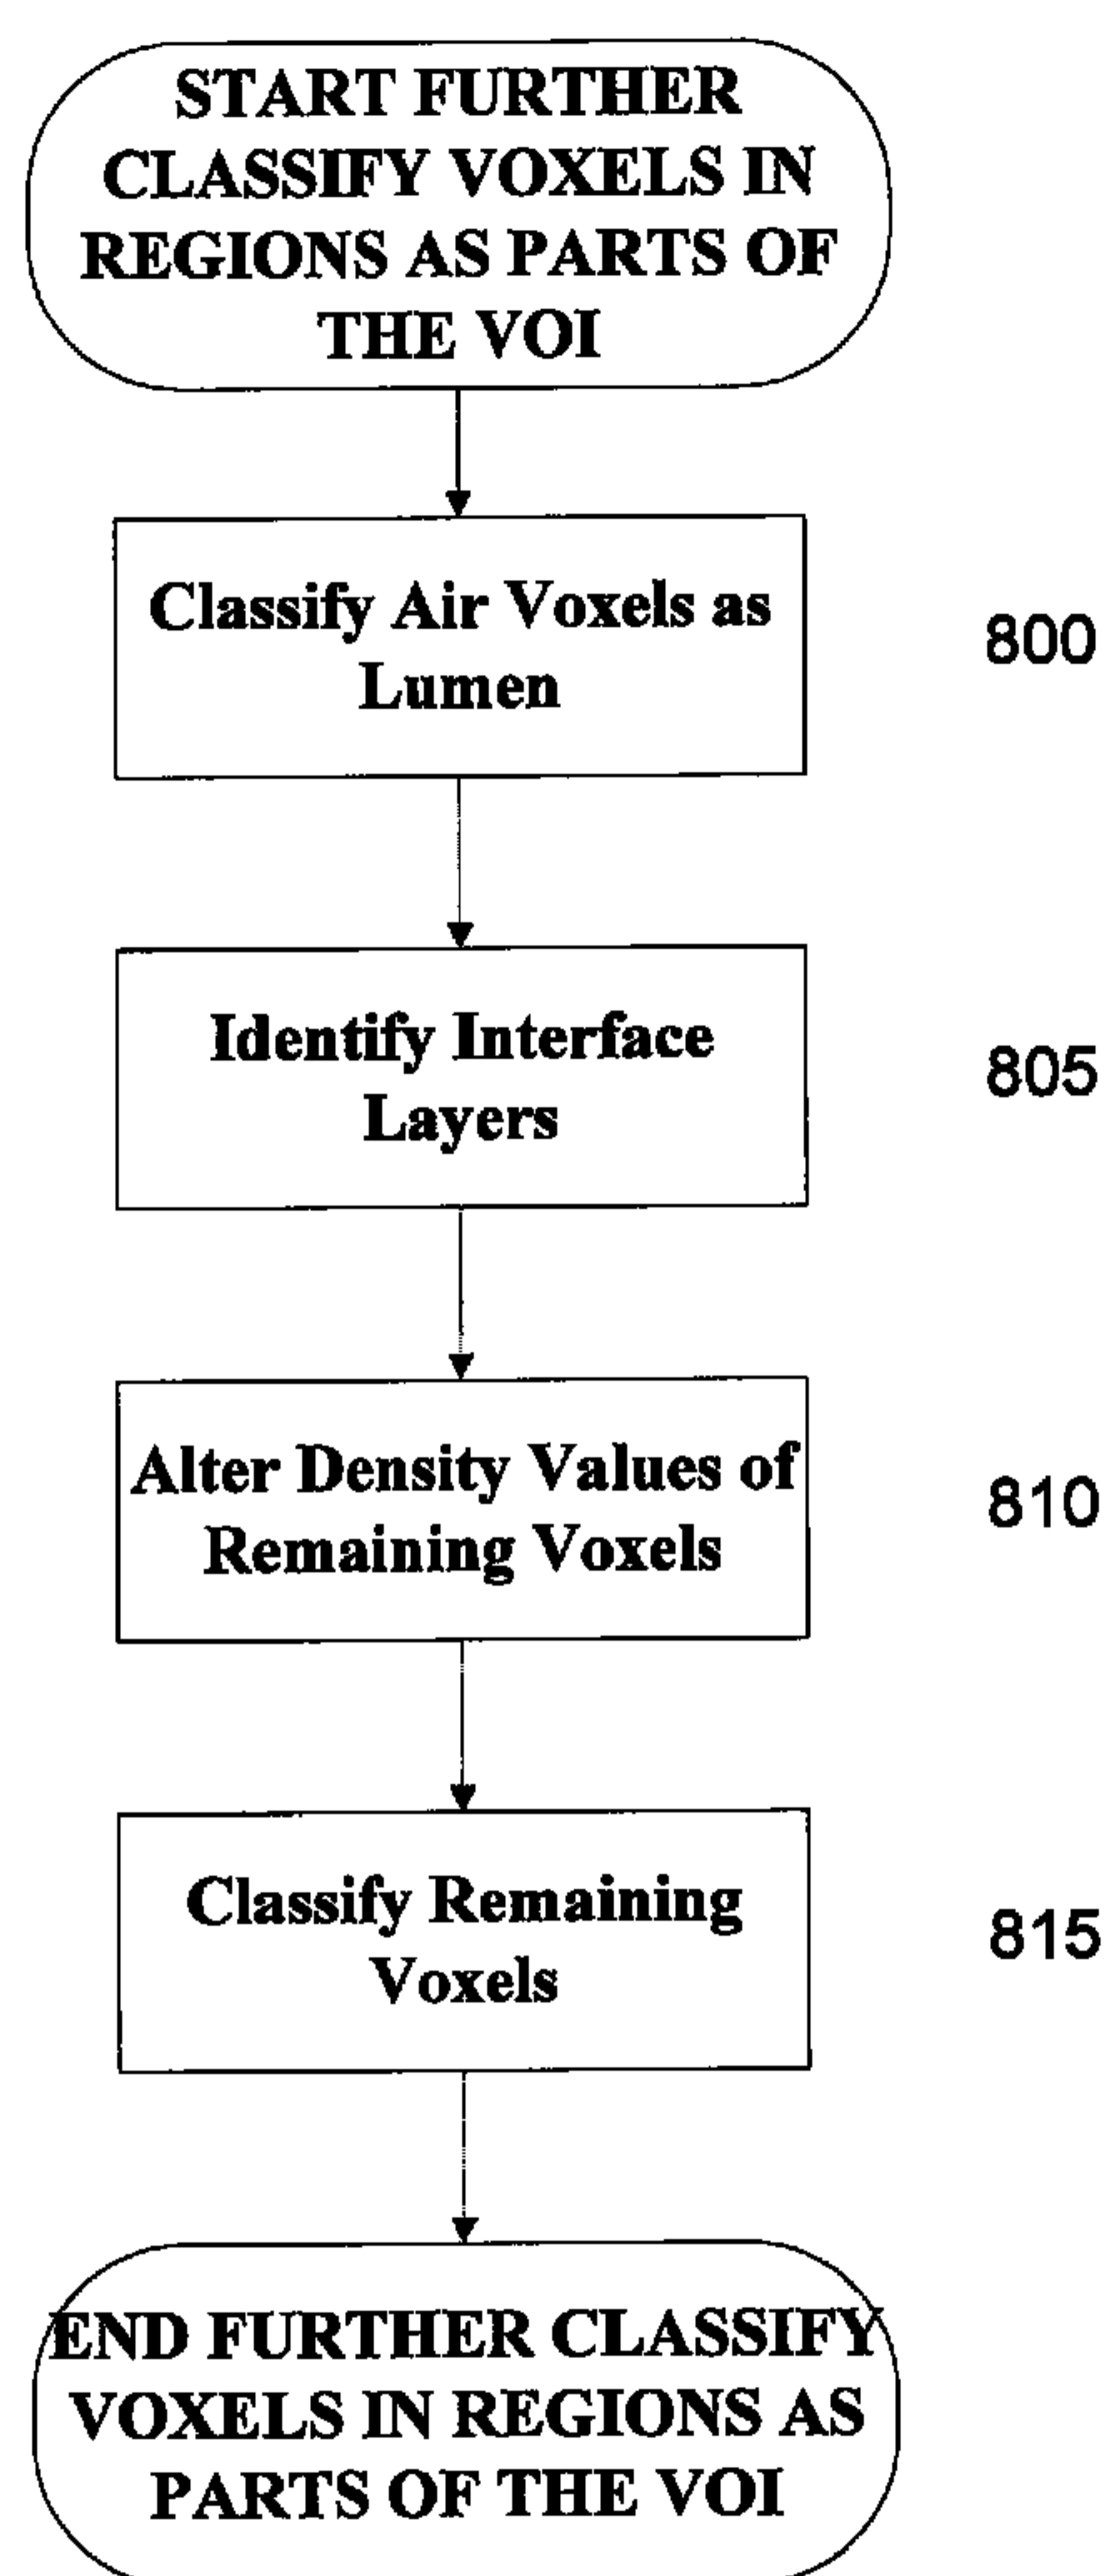 START FURTHER
CLASSIFY VOXELS IN
REGIONS AS PARTS OF
THE VOI
Classify Air Voxels as
Lumen
800
Identify Interface
Layers
805
Alter Density Values of
Remaining Voxels
810
Classify Remaining
Voxels
815
END FURTHER CLASSIFY
VOXELS IN REGIONS AS
PARTS OF THE VOI